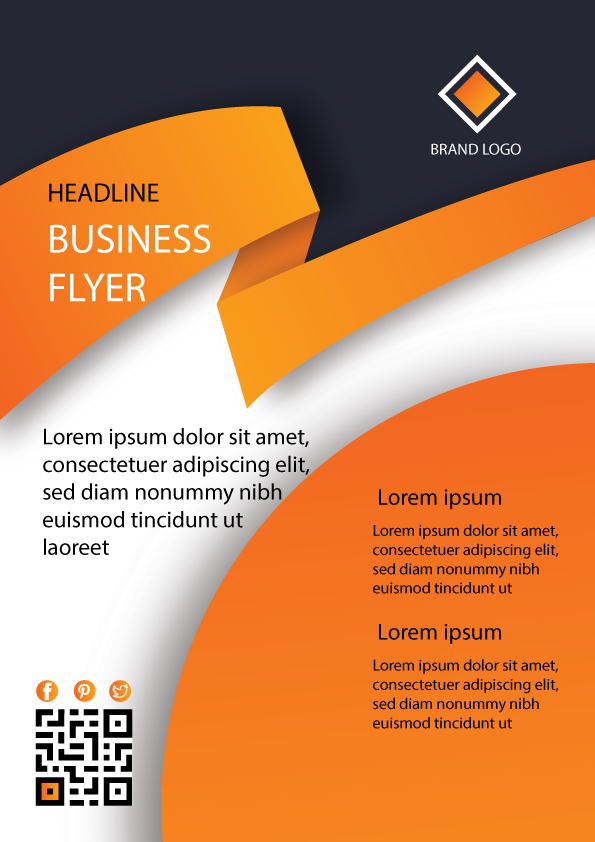 BRAND LOGO
HEADLINE
BUSINESS
FLYER
Lorem ipsum dolor sit amet,
consectetuer adipiscing elit,
sed diam nonummy nibh
euismod tincidunt ut
laoreet
Lorem ipsum
Lorem ipsum dolor sit amet,
consectetuer adipiscing elit,
sed diam nonummy nibh
euismod tincidunt ut
Lorem ipsum
Lorem ipsum dolor sit amet,
consectetuer adipiscing elit,
sed diam nonummy nibh
euismod tincidunt ut